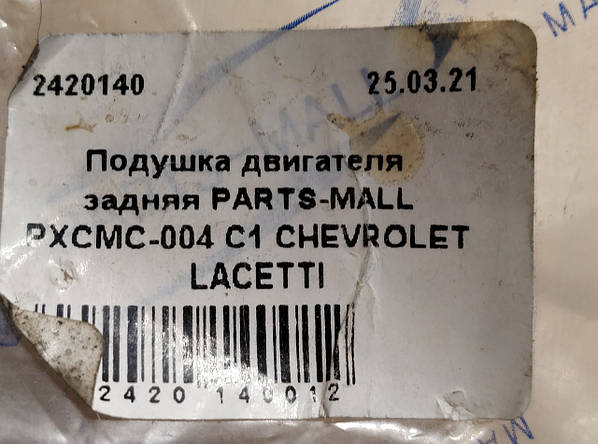 2420140 25.03.21
Подушка двигателя
задняя PARTS-MALL
PXCMC-004 C1 CHEVROLET
LACETTI
2420 140012